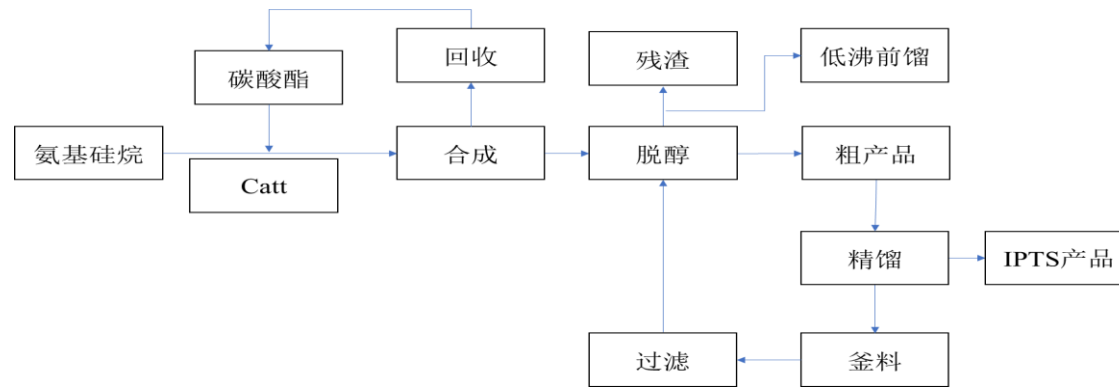 回收
残渣
低沸前馏
碳酸酯
氨基硅烷
合成
脱醇
粗产品
Catt
精馏
IPTS产品
过滤
釜料